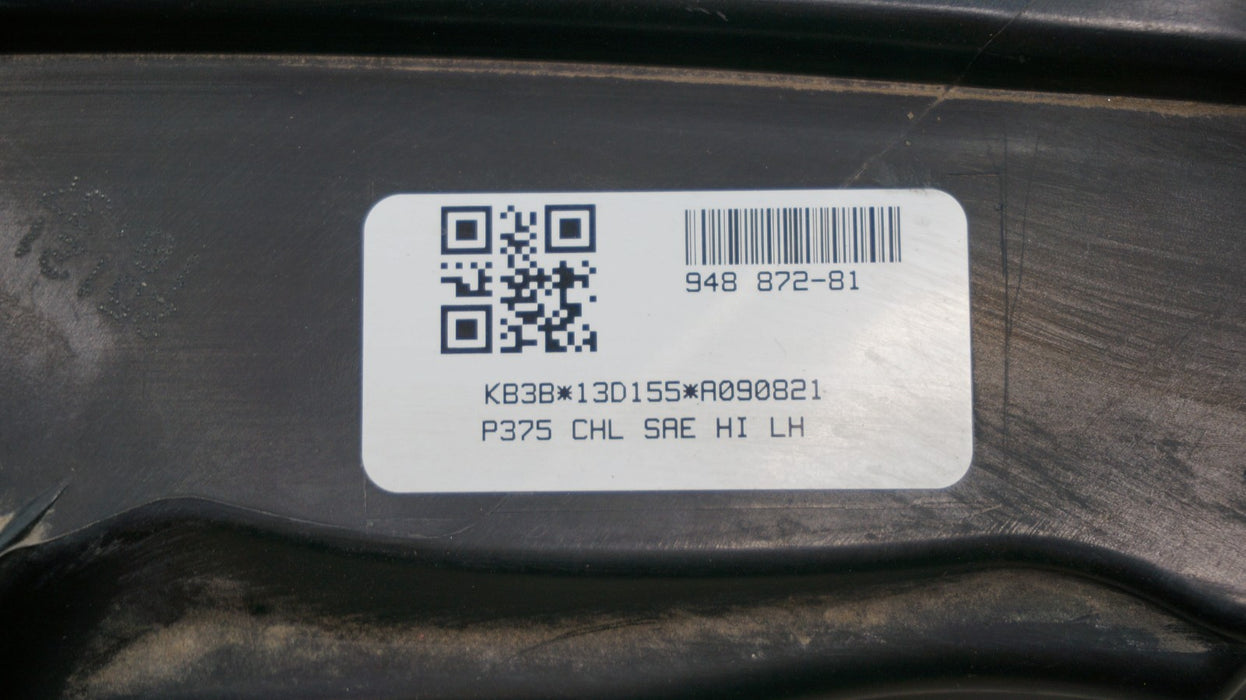 948 872-81
KB3B*13D155*A090821
P375 CHL SAE HI LH